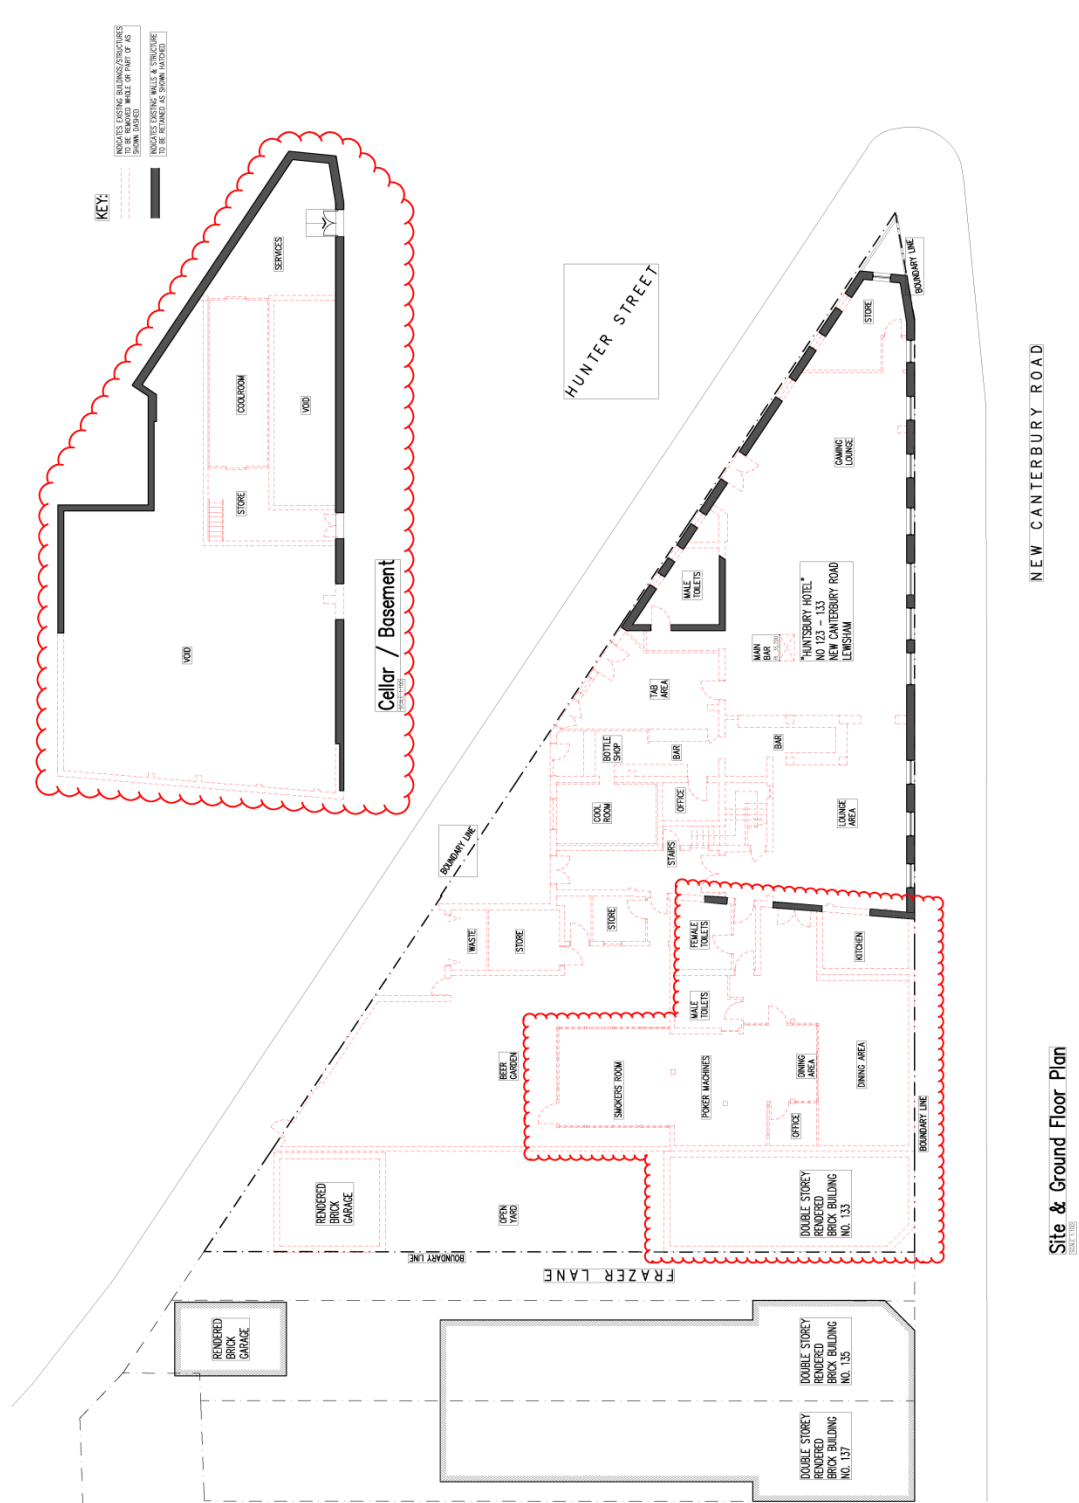 KEY:
INDICATES EXISTING BUILDINGS/STRUCTURES
TO BE REMOVED WHOLE OR PART OF AS
SHOWN DASHED
INDICATES EXISTING WALLS & STRUCTURE
TO BE RETAINED AS SHOWN HATCHED
SERVICES
COOLROOM
VOID
STORE
VOID
Cellar / Basement
SCALE 1:100
HUNTER STREET
NEW CANTERBURY ROAD
BOUNDARY LINE
STORE
GAMING
LOUNGE
MALE
TOILETS
"HUNTSBURY HOTEL"
NO 123 - 133
NEW CANTERBURY ROAD
LEWISHAM
MAIN
BAR
TAB
AREA
BOTTLE
SHOP
BAR
BAR
OFFICE
COOL
ROOM
LOUNGE
AREA
STAIRS
BOUNDARY LINE
WASTE
STORE
STORE
FEMALE
TOILETS
KITCHEN
MALE
TOILETS
BEER
GARDEN
SMOKERS ROOM
POKER MACHINES
DINING
AREA
DINING AREA
OFFICE
BOUNDARY LINE
RENDERED
BRICK
GARAGE
OPEN
YARD
DOUBLE STOREY
RENDERED
BRICK BUILDING
NO. 133
BOUNDARY LINE
FRAZER LANE
RENDERED
BRICK
GARAGE
DOUBLE STOREY
RENDERED
BRICK BUILDING
NO. 135
DOUBLE STOREY
RENDERED
BRICK BUILDING
NO. 137
Site & Ground Floor Plan
SCALE 1:100